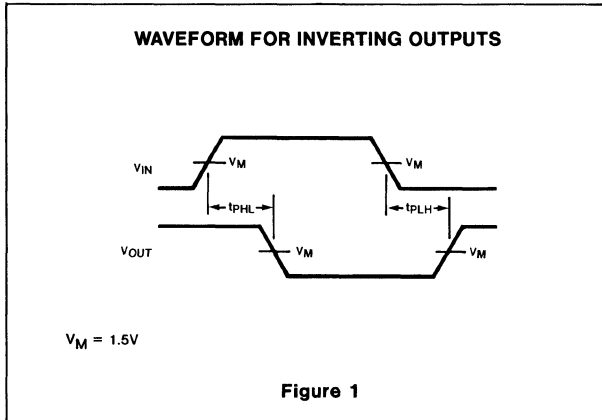 WAVEFORM FOR INVERTING OUTPUTS
VIN
VM
VM
tPHL
tPLH
VOUT
VM
VM
VM = 1.5V
Figure 1